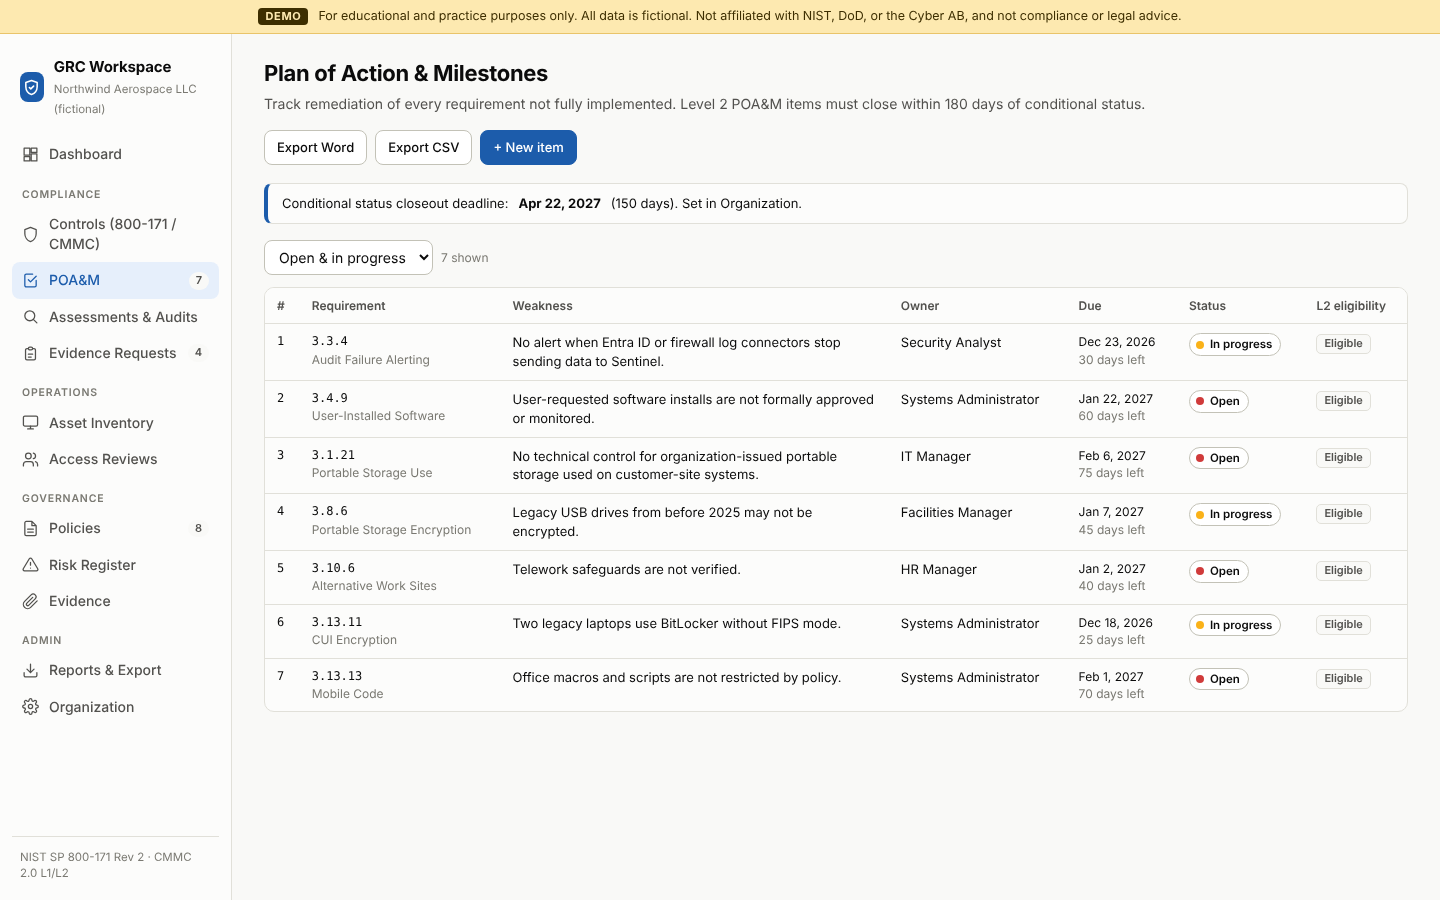 DEMO For educational and practice purposes only. All data is fictional. Not affiliated with NIST, DoD, or the Cyber AB, and not compliance or legal advice.
GRC Workspace
Northwind Aerospace LLC
(fictional)
Dashboard
COMPLIANCE
Controls (800-171 /
CMMC)
POA&M 7
Assessments & Audits
Evidence Requests 4
OPERATIONS
Asset Inventory
Access Reviews
GOVERNANCE
Policies 8
Risk Register
Evidence
ADMIN
Reports & Export
Organization
NIST SP 800-171 Rev 2 · CMMC
2.0 L1/L2
Plan of Action & Milestones
Track remediation of every requirement not fully implemented. Level 2 POA&M items must close within 180 days of conditional status.
Export Word Export CSV + New item
Conditional status closeout deadline: Apr 22, 2027 (150 days). Set in Organization.
Open & in progress 7 shown
# Requirement Weakness Owner Due Status L2 eligibility
1 3.3.4 No alert when Entra ID or firewall log connectors stop Security Analyst Dec 23, 2026 In progress Eligible
Audit Failure Alerting sending data to Sentinel. 30 days left
2 3.4.9 User-requested software installs are not formally approved Systems Administrator Jan 22, 2027 Open Eligible
User-Installed Software or monitored. 60 days left
3 3.1.21 No technical control for organization-issued portable IT Manager Feb 6, 2027 Open Eligible
Portable Storage Use storage used on customer-site systems. 75 days left
4 3.8.6 Legacy USB drives from before 2025 may not be Facilities Manager Jan 7, 2027 In progress Eligible
Portable Storage Encryption encrypted. 45 days left
5 3.10.6 Telework safeguards are not verified. HR Manager Jan 2, 2027 Open Eligible
Alternative Work Sites 40 days left
6 3.13.11 Two legacy laptops use BitLocker without FIPS mode. Systems Administrator Dec 18, 2026 In progress Eligible
CUI Encryption 25 days left
7 3.13.13 Office macros and scripts are not restricted by policy. Systems Administrator Feb 1, 2027 Open Eligible
Mobile Code 70 days left